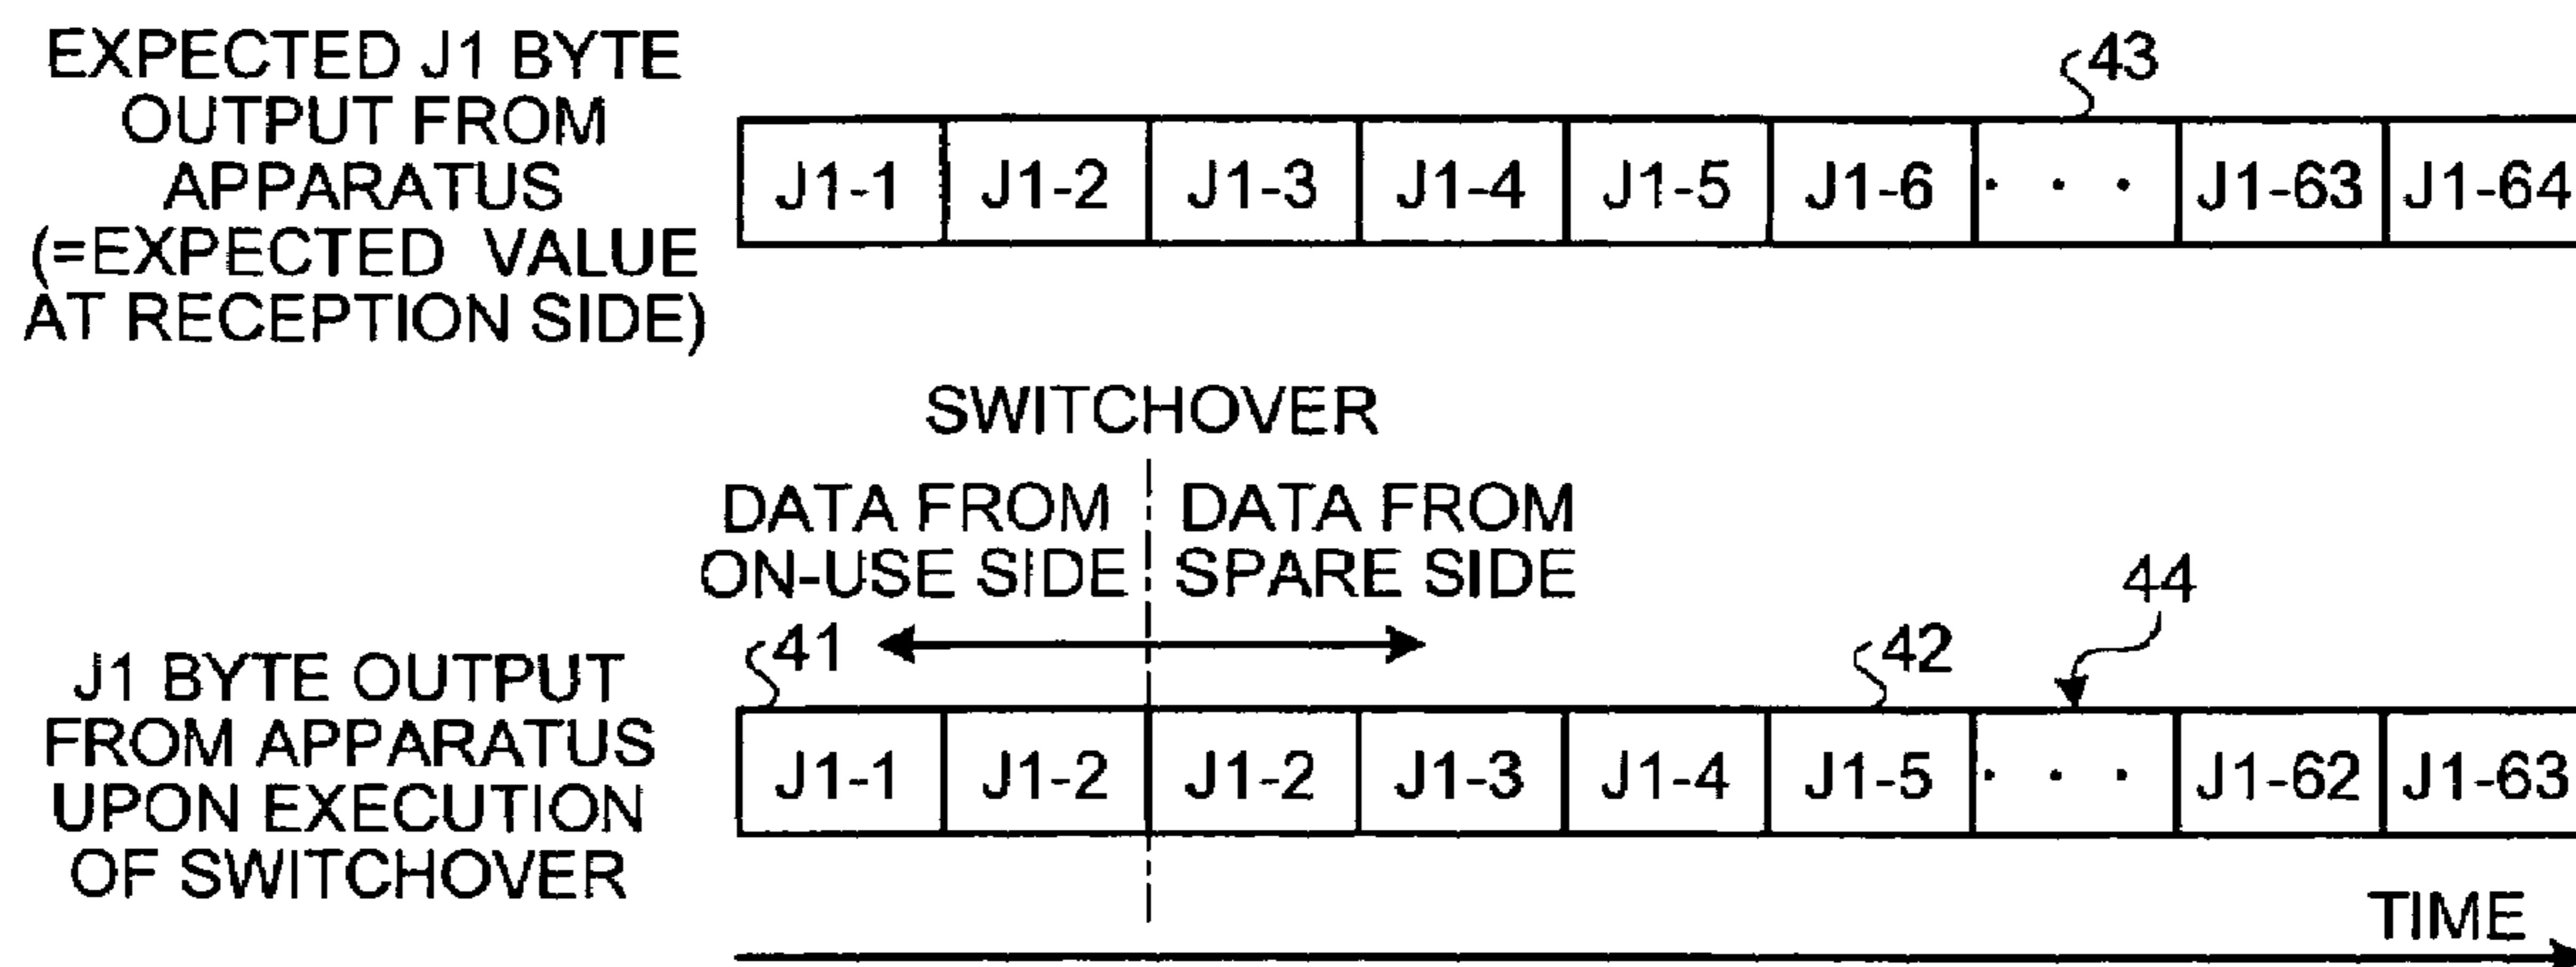 EXPECTED J1 BYTE
OUTPUT FROM
APPARATUS
(=EXPECTED VALUE
AT RECEPTION SIDE)
43
J1-1 J1-2 J1-3 J1-4 J1-5 J1-6 · · · J1-63 J1-64
SWITCHOVER
DATA FROM
ON-USE SIDE
DATA FROM
SPARE SIDE
J1 BYTE OUTPUT
FROM APPARATUS
UPON EXECUTION
OF SWITCHOVER
41
42
44
J1-1 J1-2 J1-2 J1-3 J1-4 J1-5 · · · J1-62 J1-63
TIME